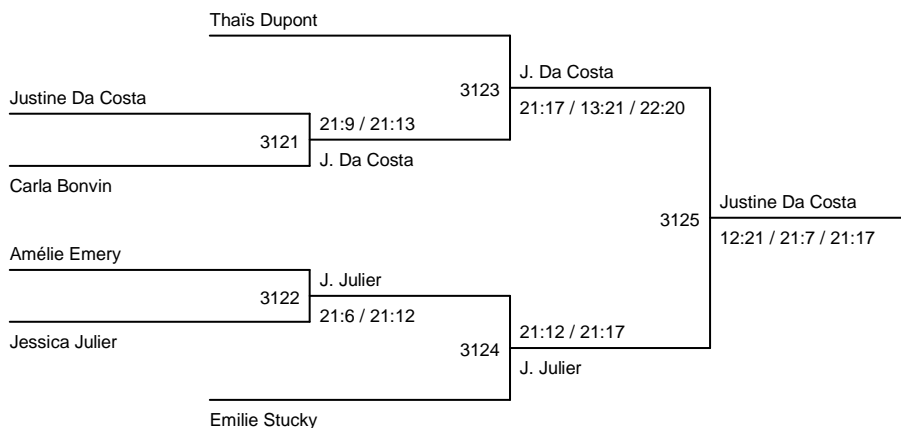 Thaïs Dupont
J. Da Costa
3123
Justine Da Costa
21:17 / 13:21 / 22:20
21:9 / 21:13
3121
J. Da Costa
Carla Bonvin
Justine Da Costa
3125
12:21 / 21:7 / 21:17
Amélie Emery
J. Julier
3122
21:6 / 21:12
21:12 / 21:17
Jessica Julier
3124
J. Julier
Emilie Stucky